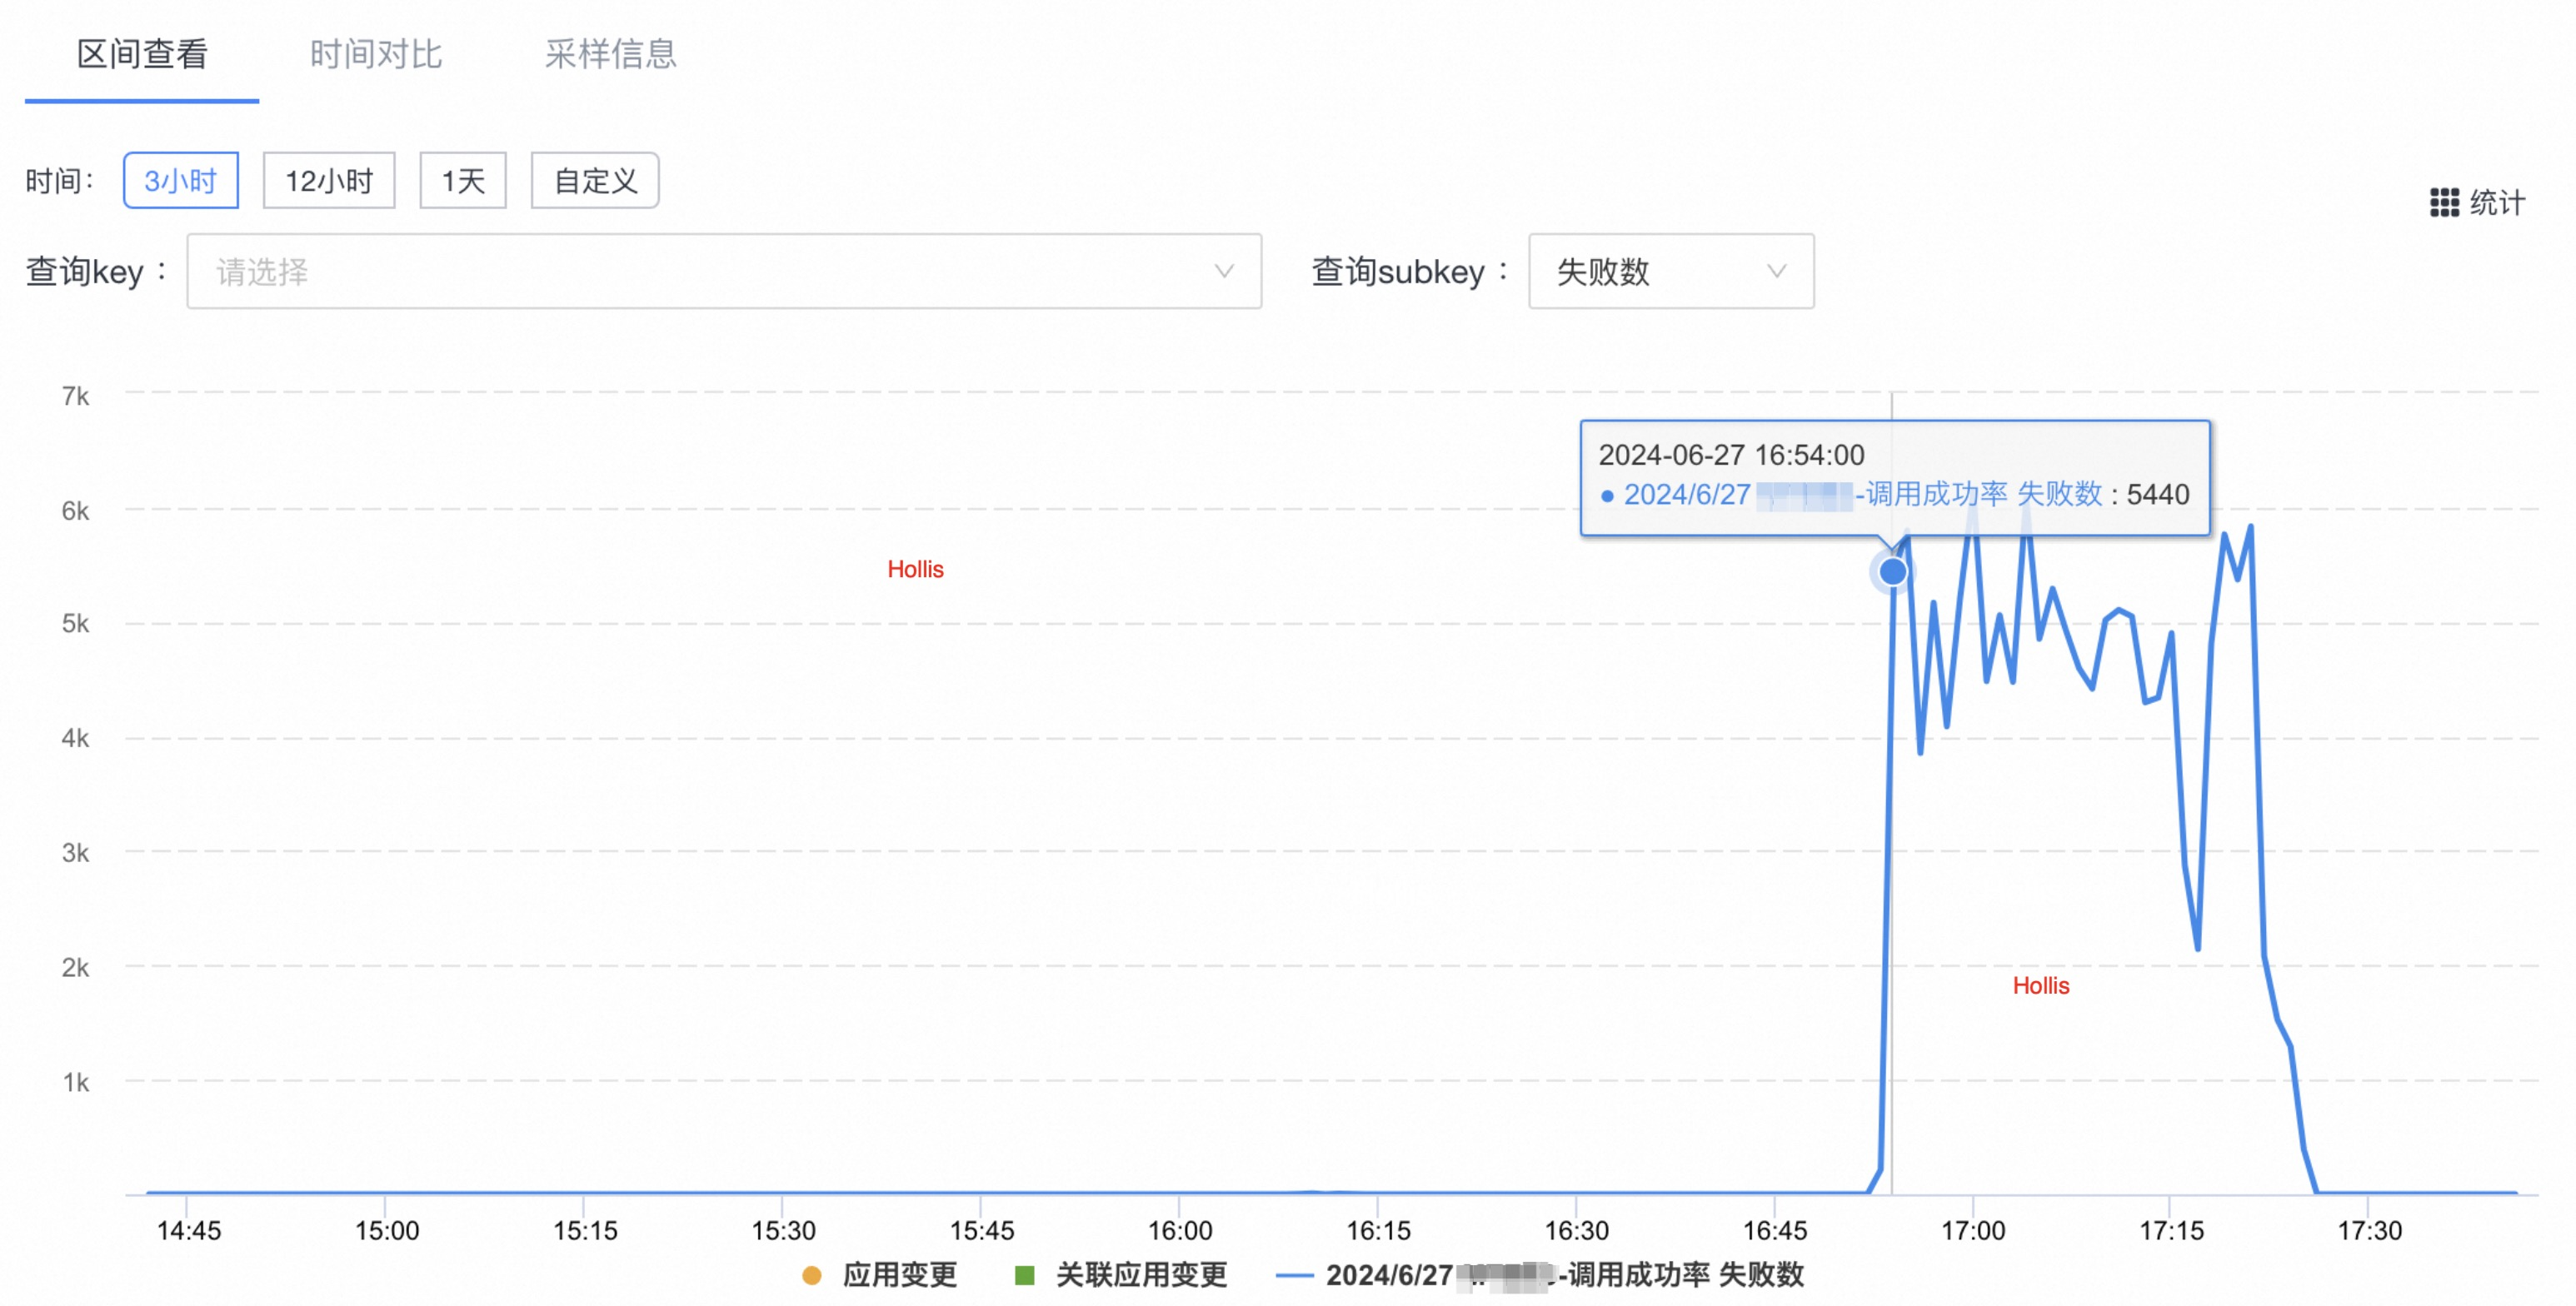 区间查看 时间对比 采样信息
时间： 3小时 12小时 1天 自定义
统计
查询key： 请选择 查询subkey： 失败数
7k
2024-06-27 16:54:00
2024/6/27 -调用成功率 失败数 : 5440
6k
Hollis
5k
4k
3k
2k
Hollis
1k
14:45 15:00 15:15 15:30 15:45 16:00 16:15 16:30 16:45 17:00 17:15 17:30
应用变更 关联应用变更 2024/6/27 -调用成功率 失败数